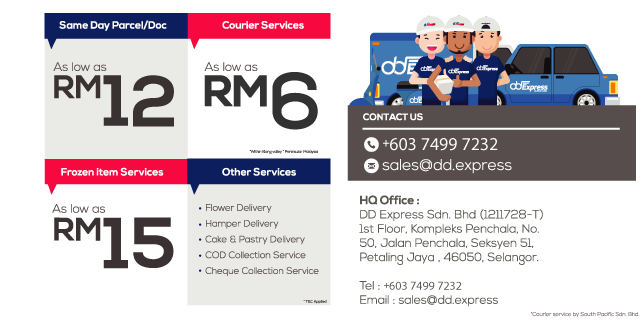 Same Day Parcel/Doc
As low as
RM12
Courier Services
As low as
RM6
*Within Klang valley * Peninsular Malaysia
Frozen Item Services
As low as
RM15
Other Services
• Flower Delivery
• Hamper Delivery
• Cake & Pastry Delivery
• COD Collection Service
• Cheque Collection Service
*T&C Applied
dd
ddExpress
ddExpress
CONTACT US
+603 7499 7232
sales@dd.express
HQ Office :
DD Express Sdn. Bhd (1211728-T)
1st Floor, Kompleks Penchala, No.
50, Jalan Penchala, Seksyen 51,
Petaling Jaya , 46050, Selangor.
Tel : +603 7499 7232
Email : sales@dd.express
*Courier service by South Pacific Sdn. Bhd.